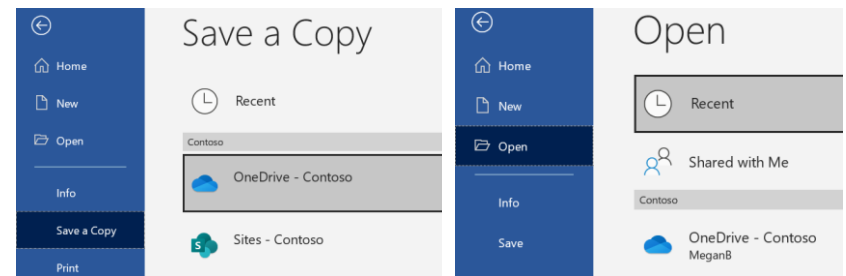 Save a Copy
Home
New
Open
Info
Save a Copy
Print
Recent
Contoso
OneDrive - Contoso
S
Sites - Contoso
Open
Home
New
Open
Info
Save
Recent
Shared with Me
Contoso
OneDrive - Contoso
MeganB